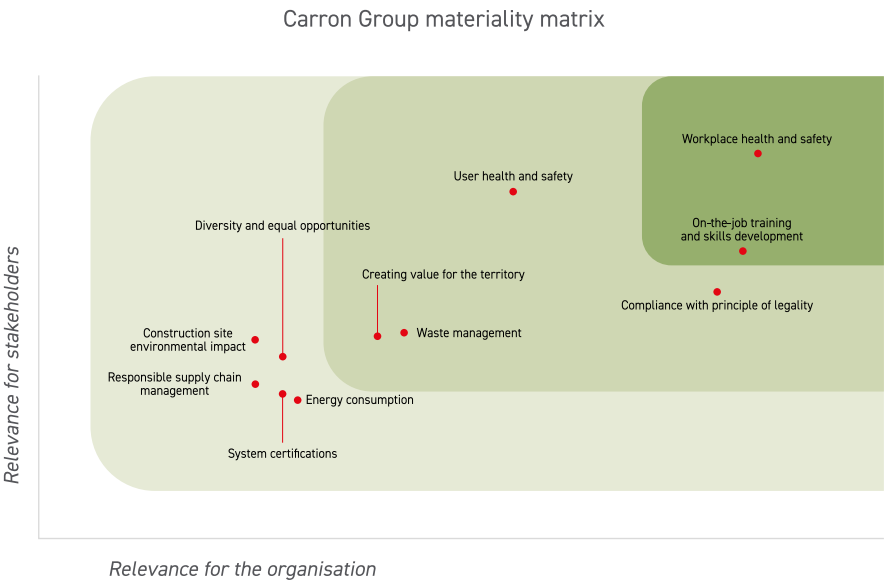 Carron Group materiality matrix
Workplace health and safety
User health and safety
On-the-job training
and skills development
Diversity and equal opportunities
Creating value for the territory
Compliance with principle of legality
Construction site
environmental impact
Waste management
Responsible supply chain
management
Energy consumption
System certifications
Relevance for stakeholders
Relevance for the organisation